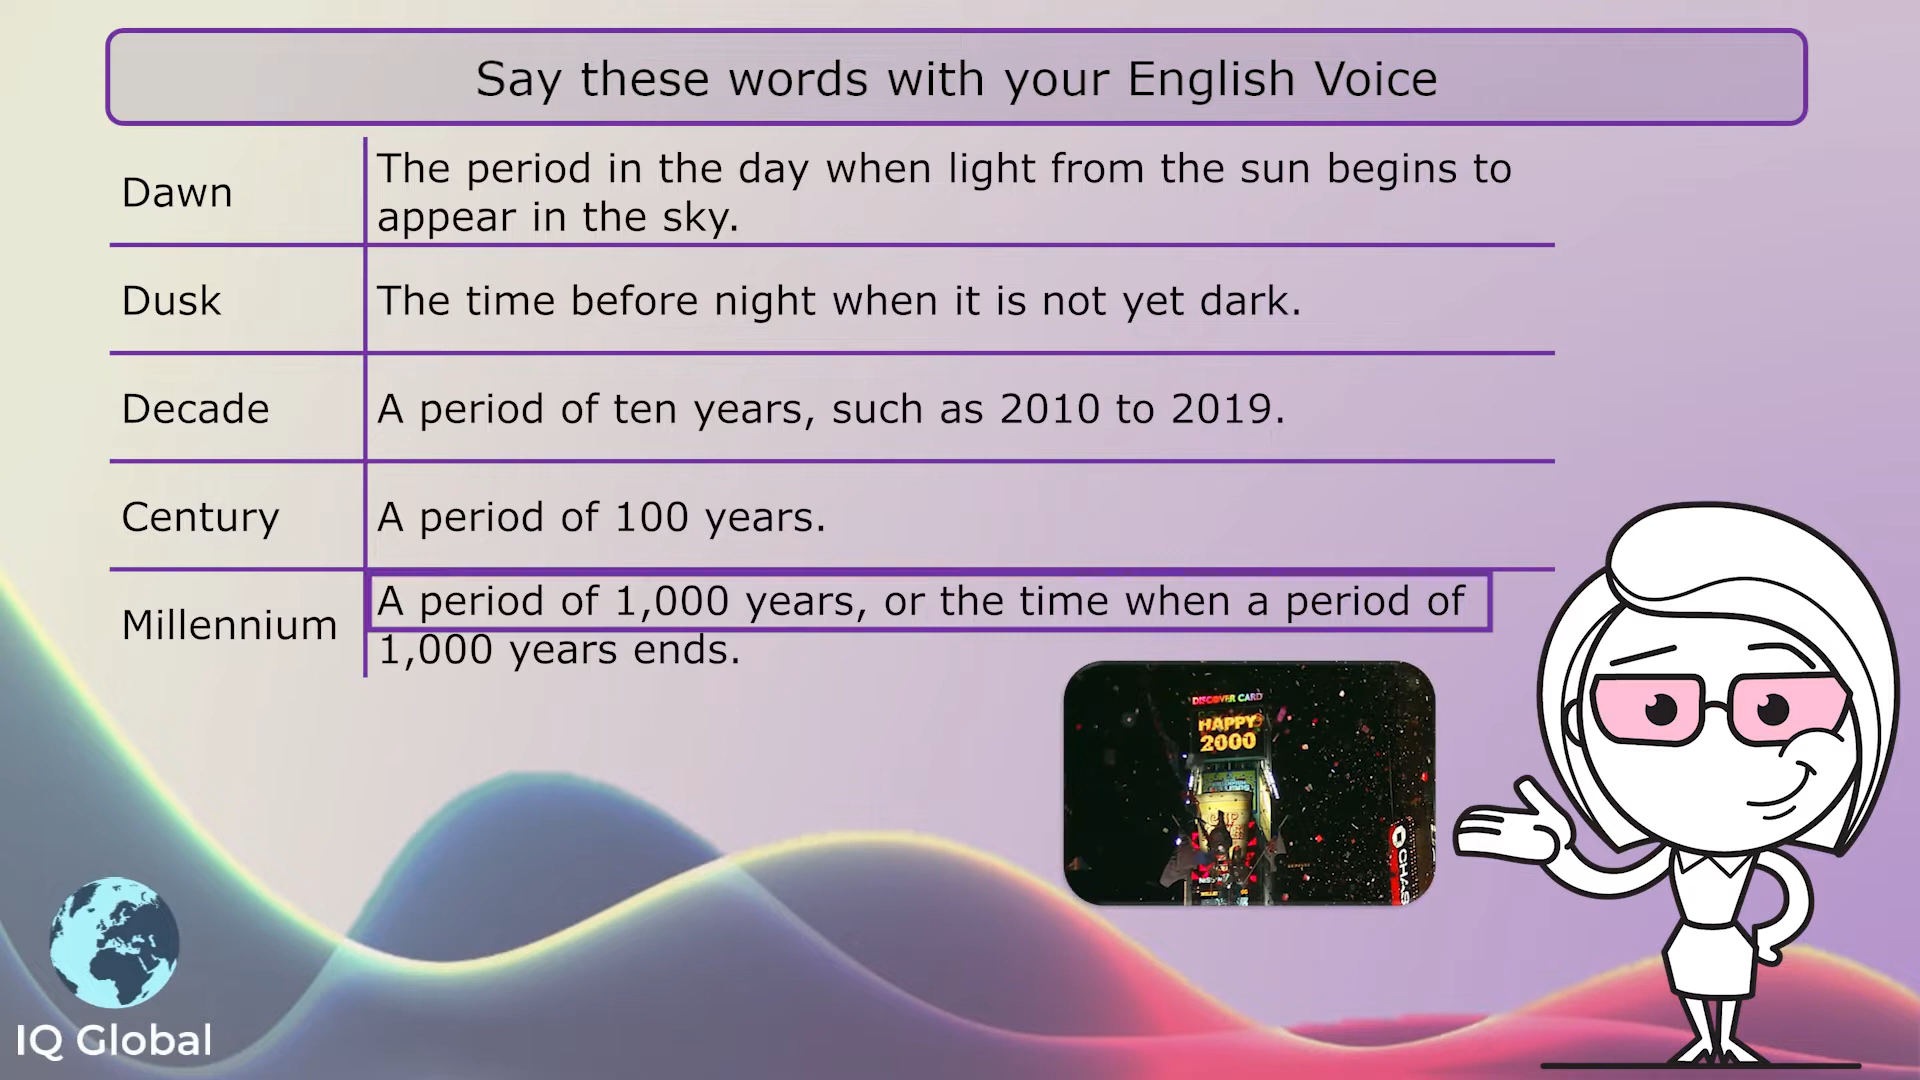 Say these words with your English Voice
Dawn
The period in the day when light from the sun begins to
appear in the sky.
Dusk
The time before night when it is not yet dark.
Decade
A period of ten years, such as 2010 to 2019.
Century
A period of 100 years.
Millennium
A period of 1,000 years, or the time when a period of
1,000 years ends.
DISCOVER CARD
HAPPY
2000
IQ Global